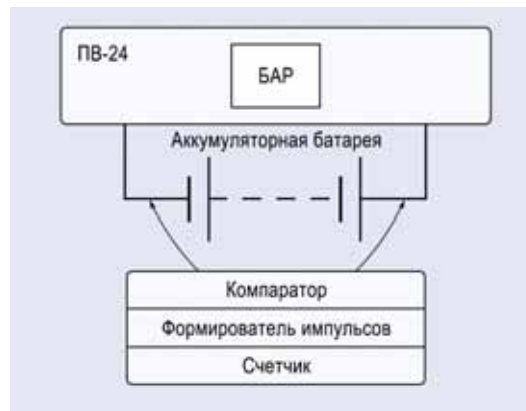 ПВ-24
БАР
Аккумуляторная батарея
Компаратор
Формирователь импульсов
Счетчик